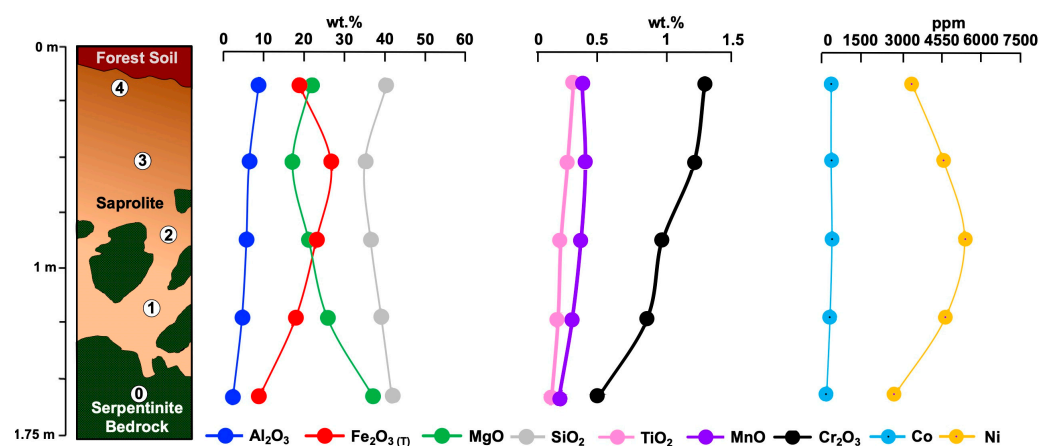 wt.%
0 10 20 30 40 50 60
wt.%
0 0.5 1 1.5
ppm
0 1500 3000 4500 6000 7500
0 m
1 m
1.75 m
Forest Soil
4
3
Saprolite
2
1
0
Serpentinite
Bedrock
Al₂O₃ Fe₂O₃ (T) MgO SiO₂ TiO₂ MnO Cr₂O₃ Co Ni